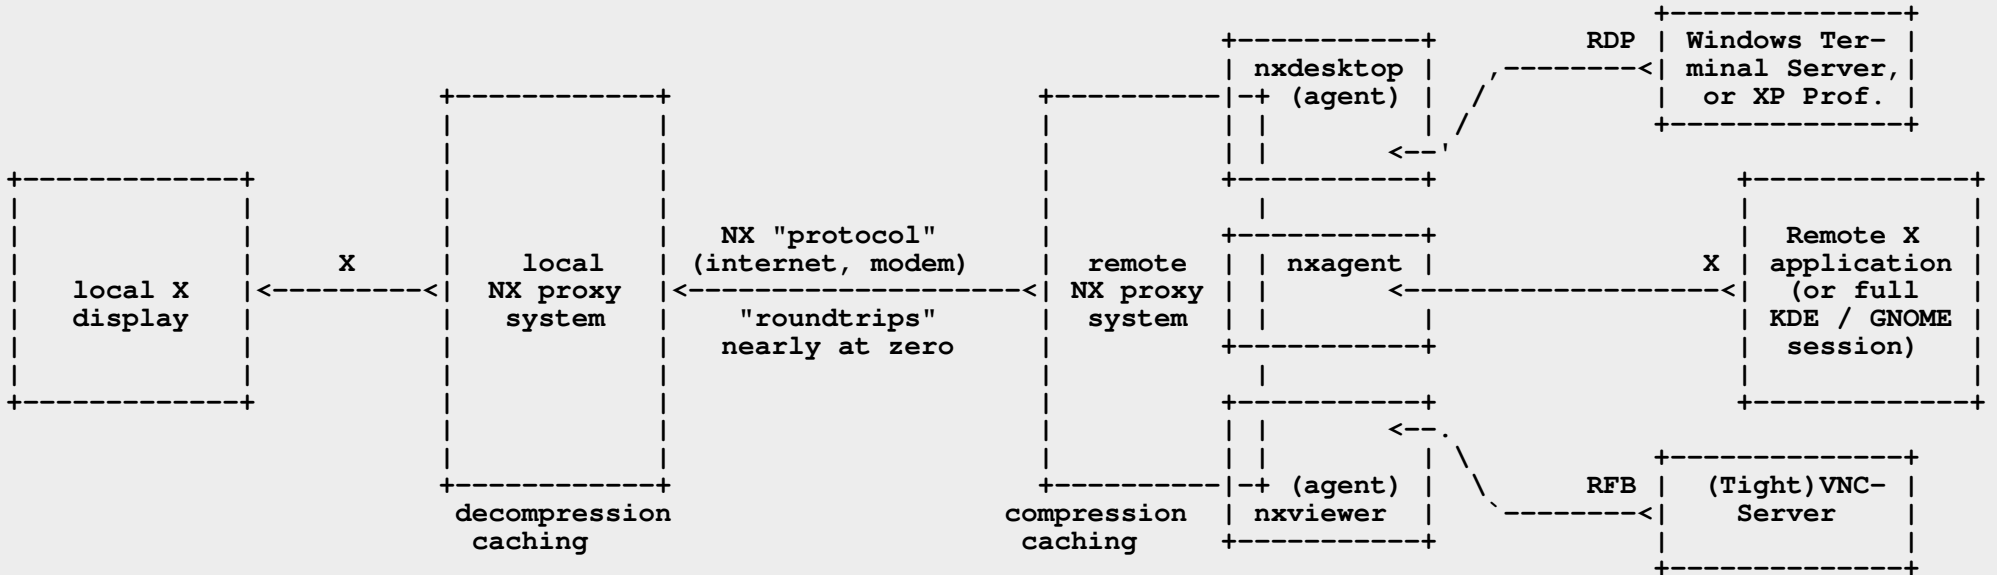 RDP
Windows Ter-
minal Server,
or XP Prof.
nxdesktop
(agent)
local X
display
X
local
NX proxy
system
decompression
caching
NX "protocol"
(internet, modem)
"roundtrips"
nearly at zero
remote
NX proxy
system
compression
caching
nxagent
X
Remote X
application
(or full
KDE / GNOME
session)
(agent)
nxviewer
RFB
(Tight)VNC-
Server